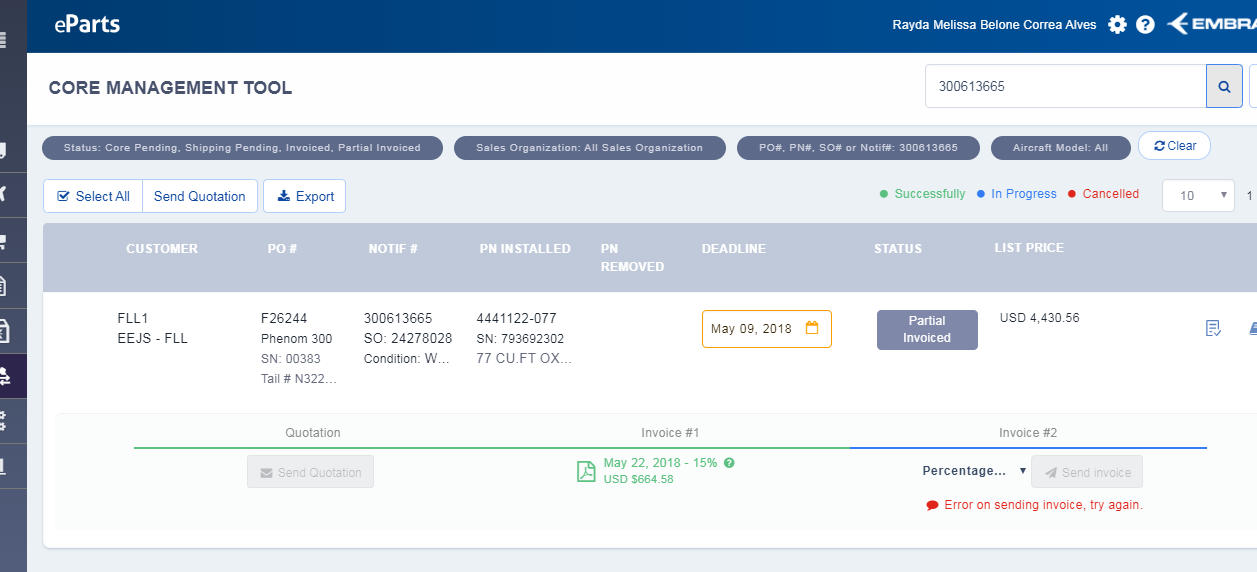 eParts
Rayda Melissa Belone Correa Alves
CORE MANAGEMENT TOOL
300613665
Status: Core Pending, Shipping Pending, Invoiced, Partial Invoiced
Sales Organization: All Sales Organization
PO#, PN#, SO# or Notif#: 300613665
Aircraft Model: All
Clear
Select All
Send Quotation
Export
Successfully
In Progress
Cancelled
10
1
CUSTOMER
PO #
NOTIF #
PN INSTALLED
PN
REMOVED
DEADLINE
STATUS
LIST PRICE
FLL1
EEJS - FLL
F26244
Phenom 300
SN: 00383
Tail # N322...
300613665
SO: 24278028
Condition: W...
4441122-077
SN: 793692302
77 CU.FT OX...
May 09, 2018
Partial
Invoiced
USD 4,430.56
Quotation
Send Quotation
Invoice #1
May 22, 2018 - 15%
USD $664.58
Invoice #2
Percentage...
Send invoice
Error on sending invoice, try again.